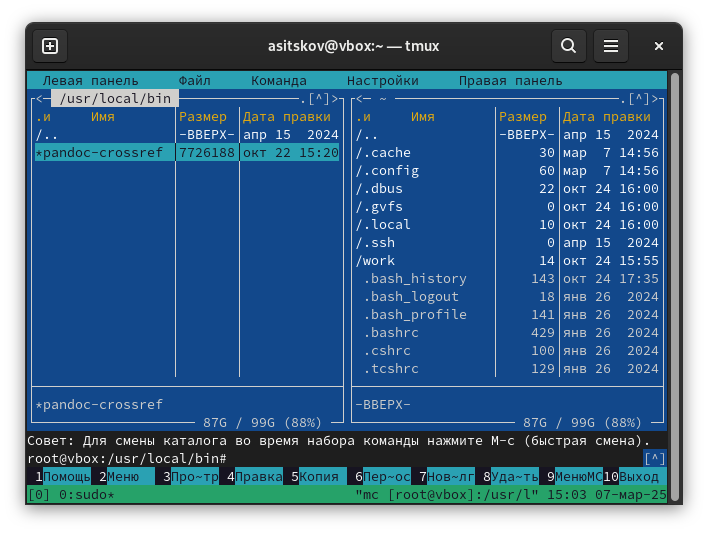 asitskov@vbox:~ — tmux
Левая панель Файл Команда Настройки Правая панель
<— /usr/local/bin .[^]> <— ~ .[^]>
.и Имя Размер Дата правки .и Имя Размер Дата правки
/.. -ВВЕРХ- апр 15 2024 /.. -ВВЕРХ- апр 15 2024
*pandoc-crossref 7726188 окт 22 15:20 /.cache 30 мар 7 14:56
/.config 60 мар 7 14:56
/.dbus 22 окт 24 16:00
/.gvfs 0 окт 24 16:00
/.local 10 окт 24 16:00
/.ssh 0 апр 15 2024
/work 14 окт 24 15:55
.bash_history 143 окт 24 17:35
.bash_logout 18 янв 26 2024
.bash_profile 141 янв 26 2024
.bashrc 429 янв 26 2024
.cshrc 100 янв 26 2024
.tcshrc 129 янв 26 2024
*pandoc-crossref -ВВЕРХ-
87G / 99G (88%) 87G / 99G (88%)
Совет: Для смены каталога во время набора команды нажмите M-c (быстрая смена).
root@vbox:/usr/local/bin# [^]
1Помощь 2Меню 3Про~тр 4Правка 5Копия 6Пер~ос 7Нов~лг 8Уда~ть 9МенюMC 10Выход
[0] 0:sudo* "mc [root@vbox]:/usr/l" 15:03 07-мар-25